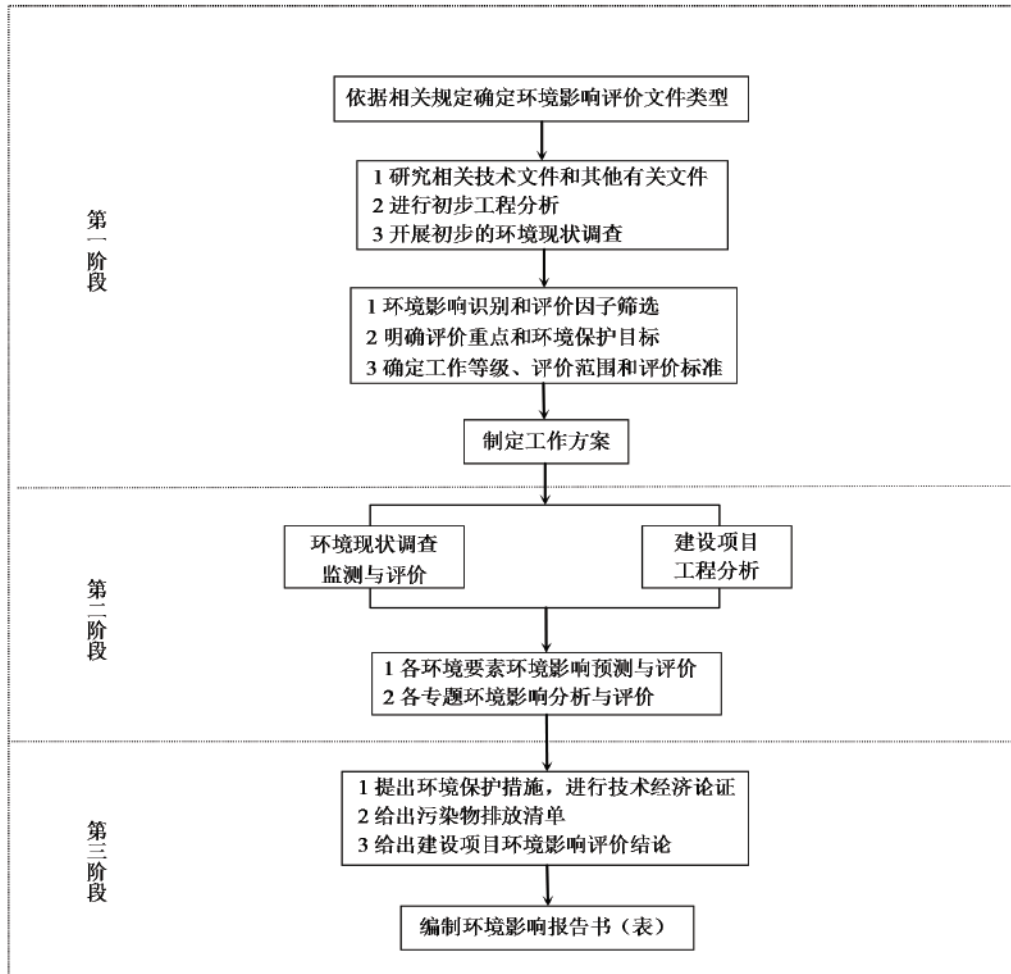 依据相关规定确定环境影响评价文件类型
1 研究相关技术文件和其他有关文件
2 进行初步工程分析
3 开展初步的环境现状调查
第一阶段
1 环境影响识别和评价因子筛选
2 明确评价重点和环境保护目标
3 确定工作等级、评价范围和评价标准
制定工作方案
环境现状调查
监测与评价
建设项目
工程分析
第二阶段
1 各环境要素环境影响预测与评价
2 各专题环境影响分析与评价
1 提出环境保护措施，进行技术经济论证
2 给出污染物排放清单
3 给出建设项目环境影响评价结论
第三阶段
编制环境影响报告书（表）